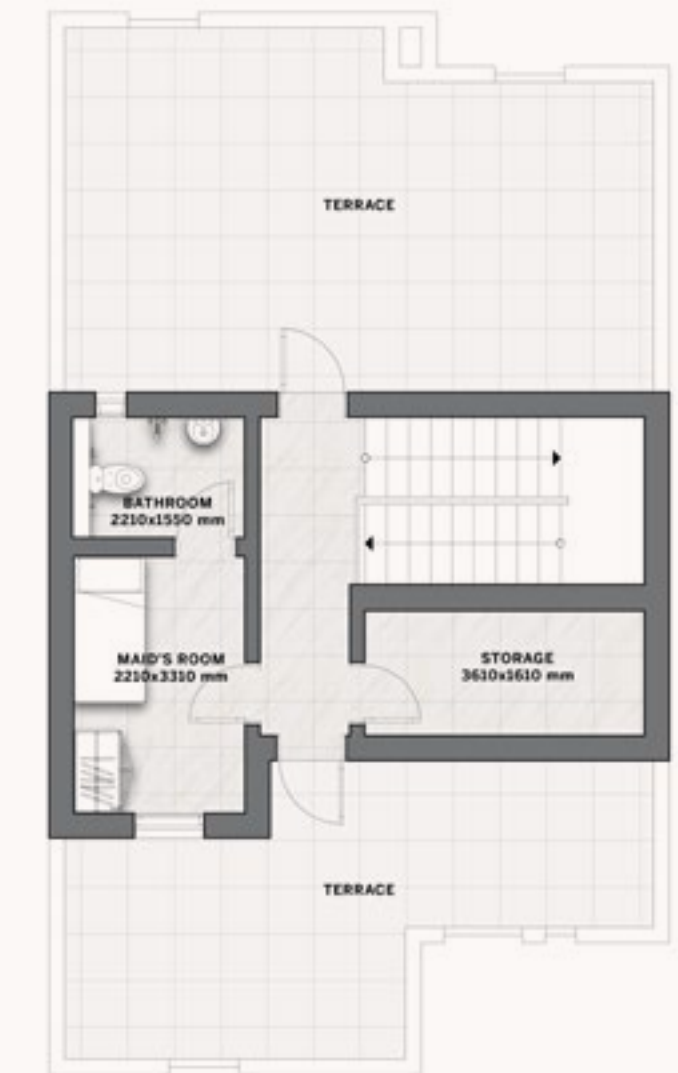 TERRACE
BATHROOM
2210x1550 mm
MAID'S ROOM
2210x3310 mm
STORAGE
3610x1610 mm
TERRACE